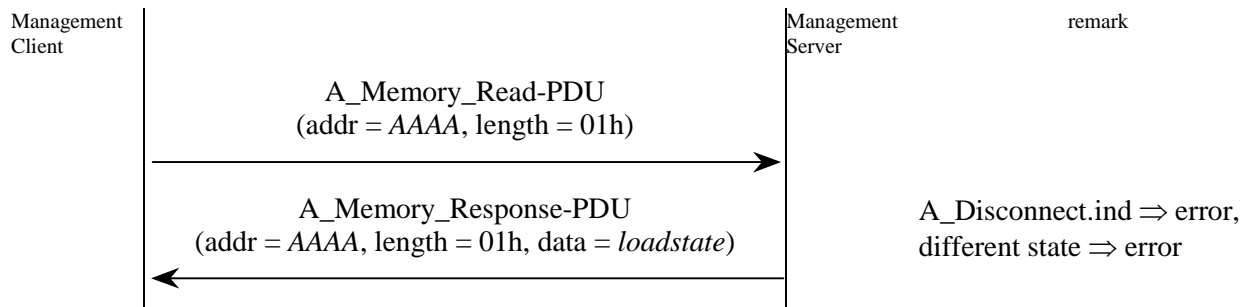 Management Client
Management Server
remark
A_Memory_Read-PDU
(addr = AAAA, length = 01h)
A_Memory_Response-PDU
(addr = AAAA, length = 01h, data = loadstate)
A_Disconnect.ind ⇒ error,
different state ⇒ error